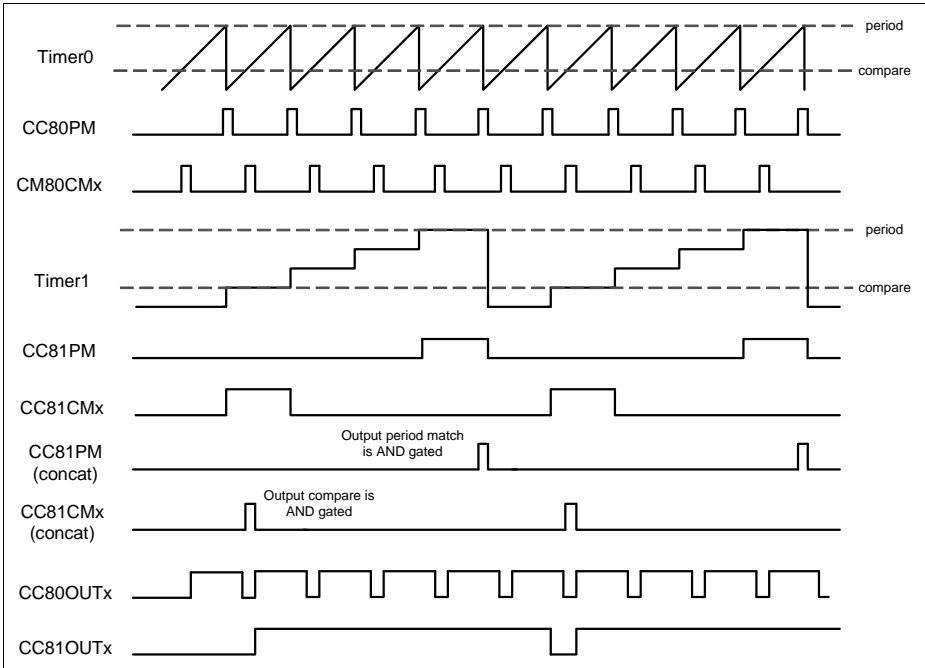 period
Timer0
compare
CC80PM
CM80CMx
period
Timer1
compare
CC81PM
CC81CMx
Output period match
is AND gated
CC81PM
(concat)
Output compare is
AND gated
CC81CMx
(concat)
CC80OUTx
CC81OUTx